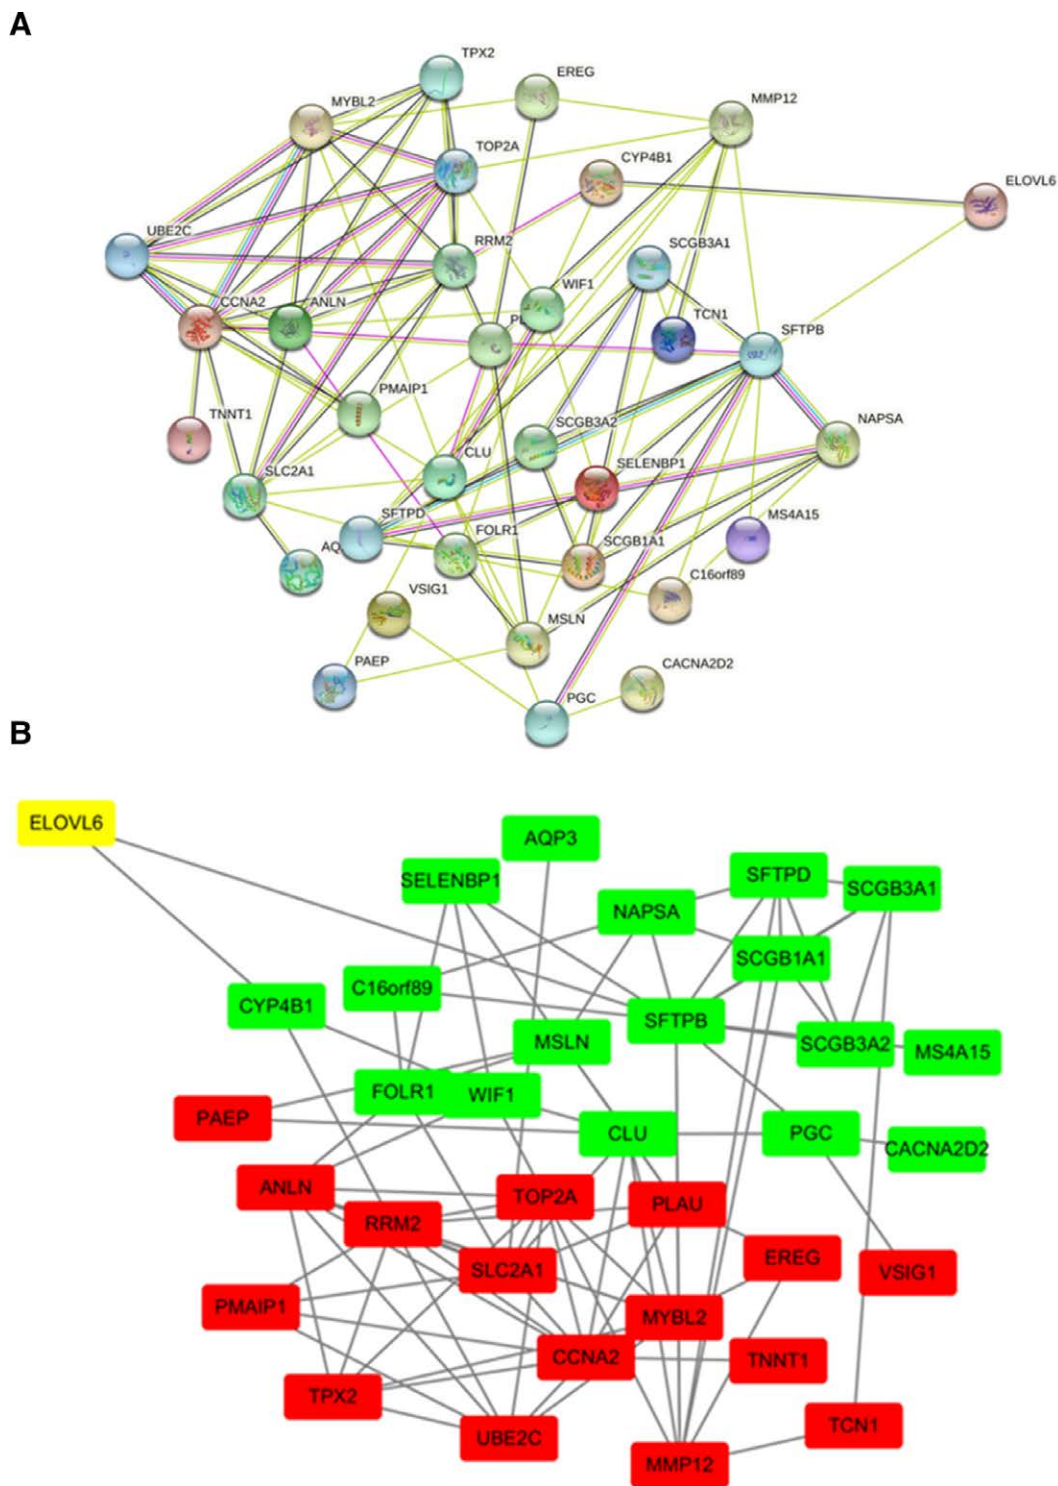 A
TPX2
EREG
MYBL2
MMP12
TOP2A
CYP4B1
ELOVL6
UBE2C
RRM2
SCGB3A1
WIF1
CCNA2
ANLN
TCN1
SFTPB
PMAIP1
TNNT1
SCGB3A2
NAPSA
CLU
SELENBP1
SLC2A1
SFTPD
MS4A15
FOLR1
SCGB1A1
AQ
C16orf89
VSIG1
MSLN
PAEP
CACNA2D2
PGC
B
ELOVL6
AQP3
SELENBP1
SFTPD
SCGB3A1
NAPSA
SCGB1A1
C16orf89
CYP4B1
SFTPB
MSLN
SCGB3A2
MS4A15
FOLR1
WIF1
PAEP
CLU
PGC
CACNA2D2
ANLN
TOP2A
PLAU
RRM2
EREG
SLC2A1
VSIG1
PMAIP1
MYBL2
CCNA2
TNNT1
TPX2
TCN1
UBE2C
MMP12